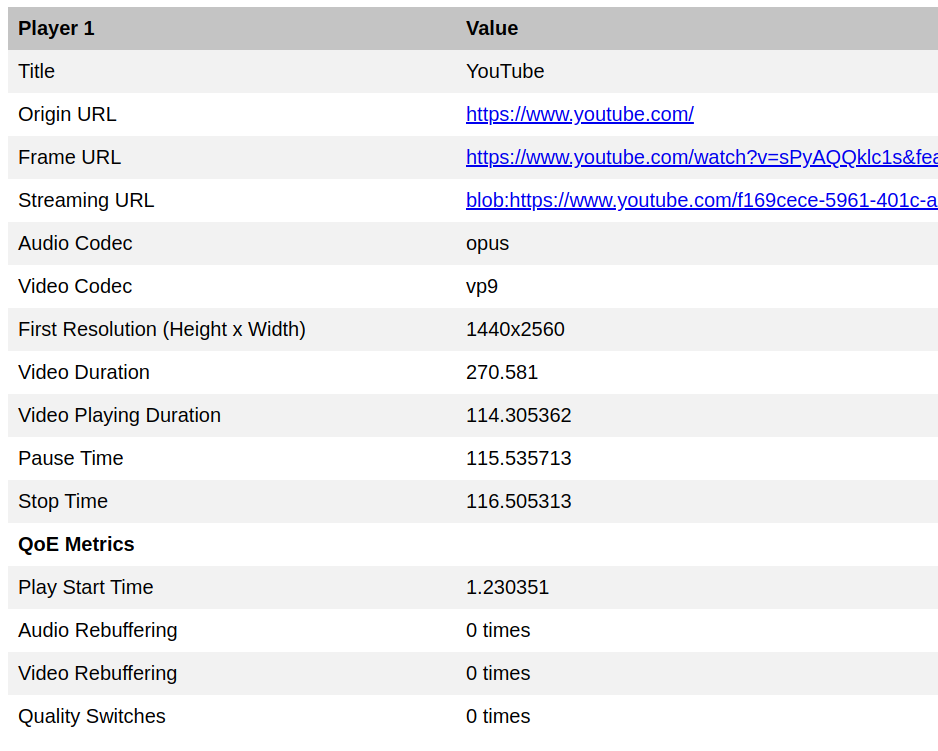 Player 1 Value
Title YouTube
Origin URL https://www.youtube.com/
Frame URL https://www.youtube.com/watch?v=sPyAQQklc1s&fea
Streaming URL blob:https://www.youtube.com/f169cece-5961-401c-a
Audio Codec opus
Video Codec vp9
First Resolution (Height x Width) 1440x2560
Video Duration 270.581
Video Playing Duration 114.305362
Pause Time 115.535713
Stop Time 116.505313
QoE Metrics
Play Start Time 1.230351
Audio Rebuffering 0 times
Video Rebuffering 0 times
Quality Switches 0 times